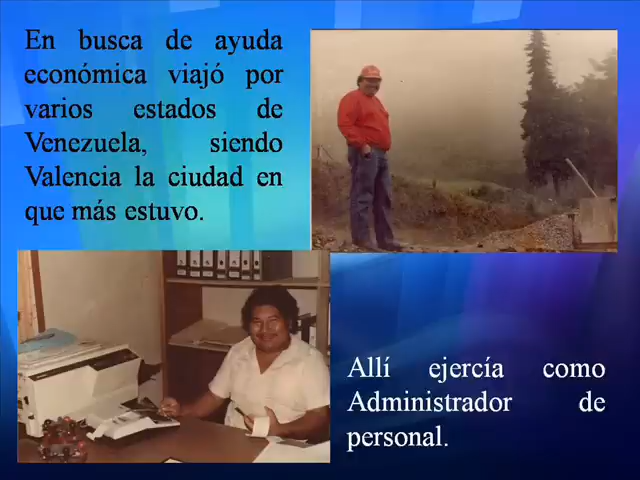 En busca de ayuda
económica viajó por
varios estados de
Venezuela, siendo
Valencia la ciudad en
que más estuvo.
Allí ejercía como
Administrador de
personal.